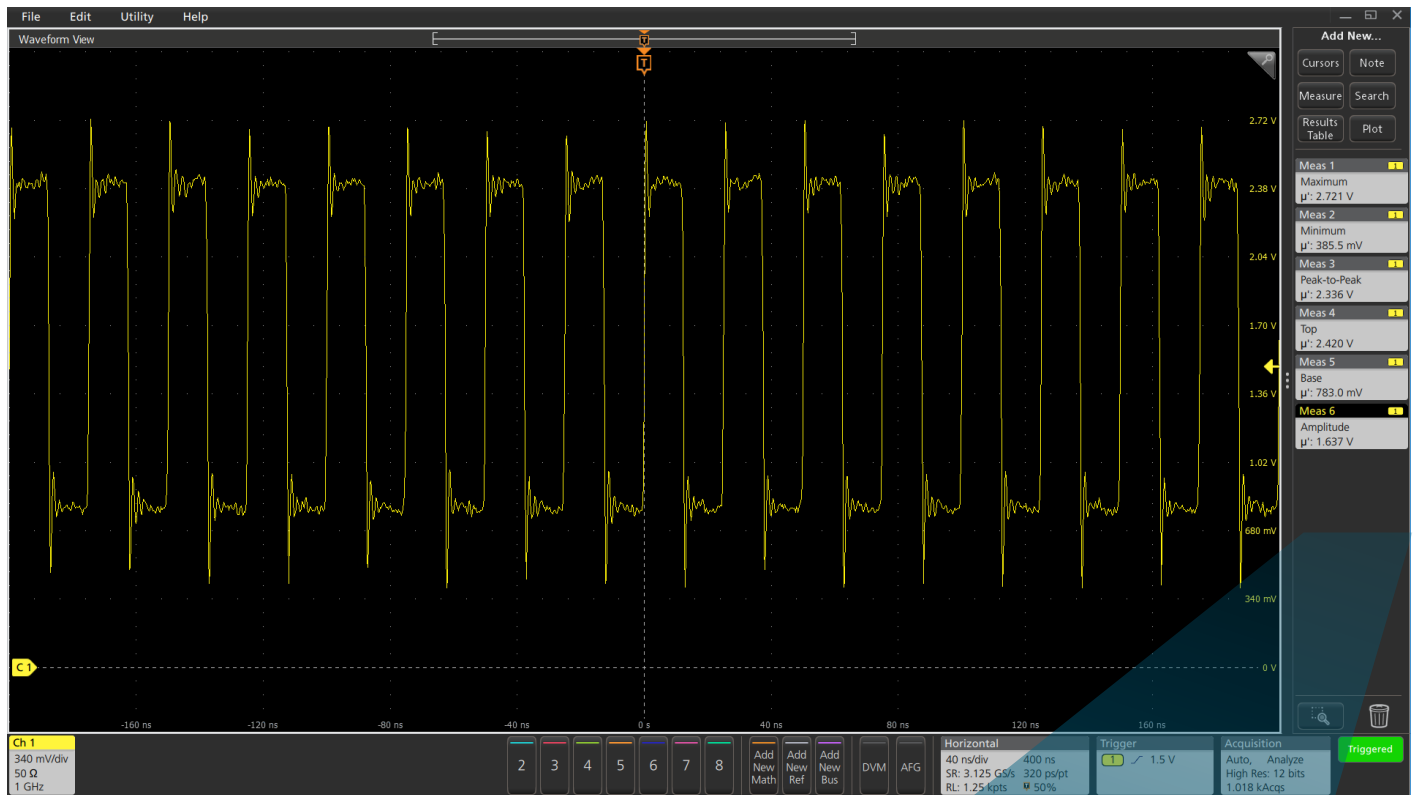 File Edit Utility Help
Waveform View
T
T
Add New...
Cursors Note
Measure Search
Results Table Plot
2.72 V
2.38 V
2.04 V
1.70 V
1.36 V
1.02 V
680 mV
340 mV
0 V
C 1
-160 ns -120 ns -80 ns -40 ns 0 s 40 ns 80 ns 120 ns 160 ns
Meas 1 1
Maximum
µ': 2.721 V
Meas 2 1
Minimum
µ': 385.5 mV
Meas 3 1
Peak-to-Peak
µ': 2.336 V
Meas 4 1
Top
µ': 2.420 V
Meas 5 1
Base
µ': 783.0 mV
Meas 6 1
Amplitude
µ': 1.637 V
Ch 1
340 mV/div
50 Ω
1 GHz
2 3 4 5 6 7 8
Add New Math
Add New Ref
Add New Bus
DVM AFG
Horizontal
40 ns/div 400 ns
SR: 3.125 GS/s 320 ps/pt
RL: 1.25 kpts 50%
Trigger
1 1.5 V
Acquisition
Auto, Analyze
High Res: 12 bits
1.018 kAcqs
Triggered